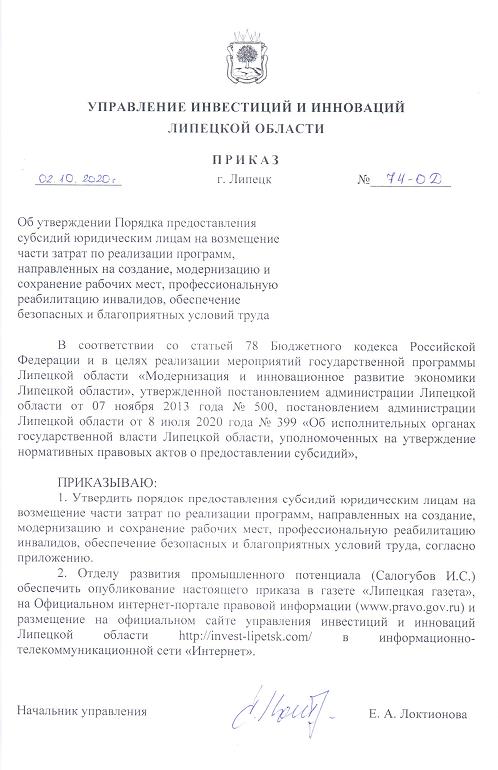 УПРАВЛЕНИЕ ИНВЕСТИЦИЙ И ИННОВАЦИЙ
ЛИПЕЦКОЙ ОБЛАСТИ
ПРИКАЗ
02.10.2020г. г. Липецк № 74-ОД
Об утверждении Порядка предоставления
субсидий юридическим лицам на возмещение
части затрат по реализации программ,
направленных на создание, модернизацию и
сохранение рабочих мест, профессиональную
реабилитацию инвалидов, обеспечение
безопасных и благоприятных условий труда
В соответствии со статьей 78 Бюджетного кодекса Российской
Федерации и в целях реализации мероприятий государственной программы
Липецкой области «Модернизация и инновационное развитие экономики
Липецкой области», утвержденной постановлением администрации Липецкой
области от 07 ноября 2013 года № 500, постановлением администрации
Липецкой области от 8 июля 2020 года № 399 «Об исполнительных органах
государственной власти Липецкой области, уполномоченных на утверждение
нормативных правовых актов о предоставлении субсидий»,
ПРИКАЗЫВАЮ:
1. Утвердить порядок предоставления субсидий юридическим лицам на
возмещение части затрат по реализации программ, направленных на создание,
модернизацию и сохранение рабочих мест, профессиональную реабилитацию
инвалидов, обеспечение безопасных и благоприятных условий труда, согласно
приложению.
2. Отделу развития промышленного потенциала (Салогубов И.С.)
обеспечить опубликование настоящего приказа в газете «Липецкая газета»,
на Официальном интернет-портале правовой информации (www.pravo.gov.ru) и
размещение на официальном сайте управления инвестиций и инноваций
Липецкой области http://invest-lipetsk.com/ в информационно-
телекоммуникационной сети «Интернет».
Начальник управления Е. А. Локтионова